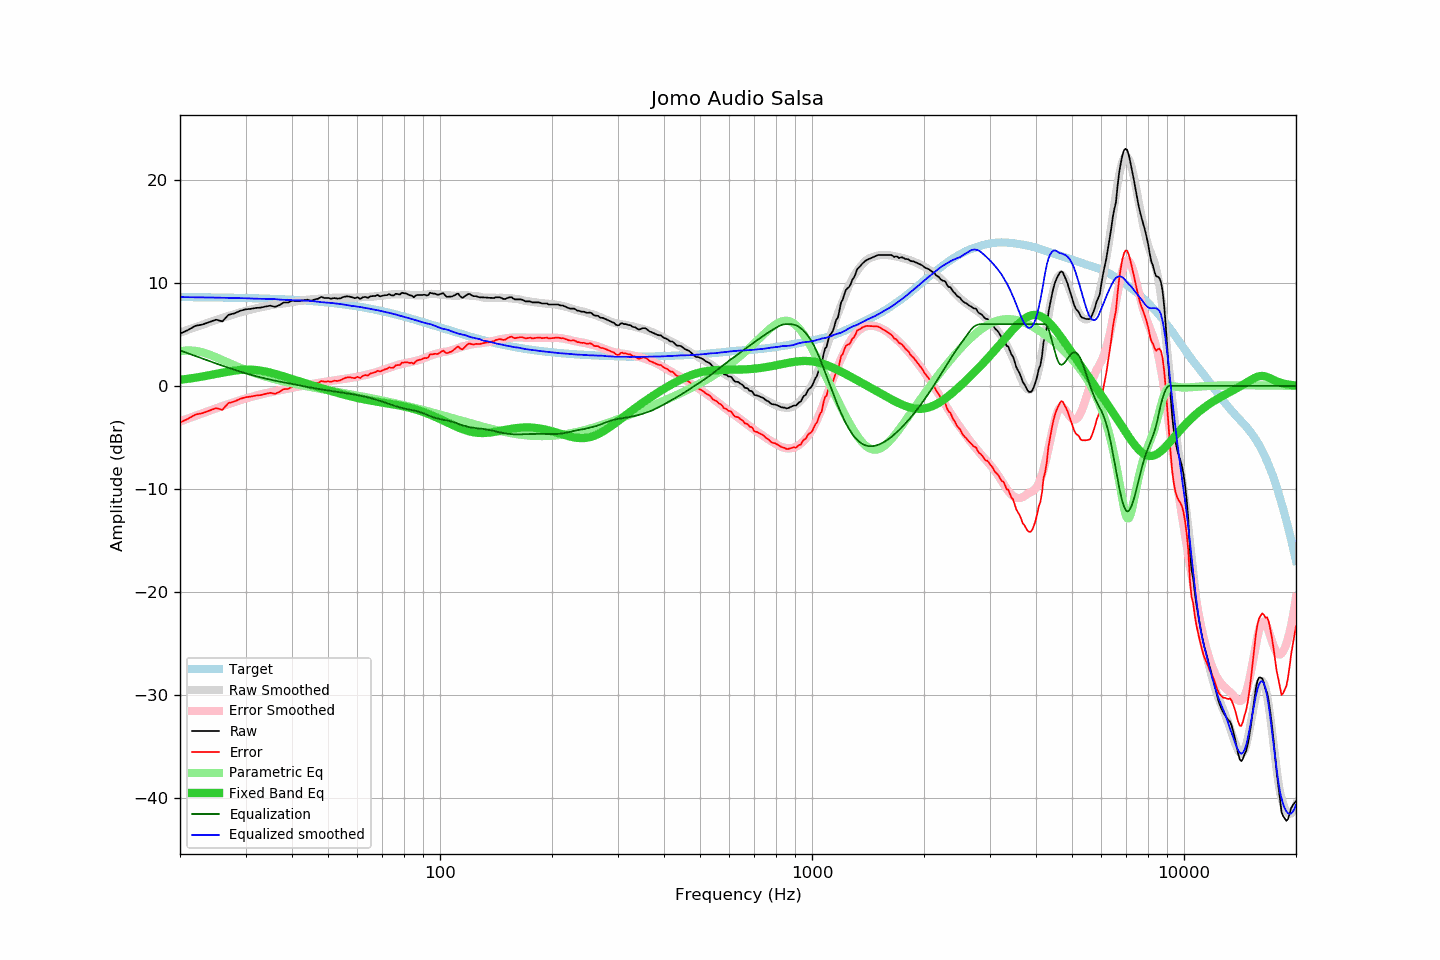 Jomo Audio Salsa
Amplitude (dBr)
20
10
0
−10
−20
−30
−40
Target
Raw Smoothed
Error Smoothed
Raw
Error
Parametric Eq
Fixed Band Eq
Equalization
Equalized smoothed
100
1000
10000
Frequency (Hz)